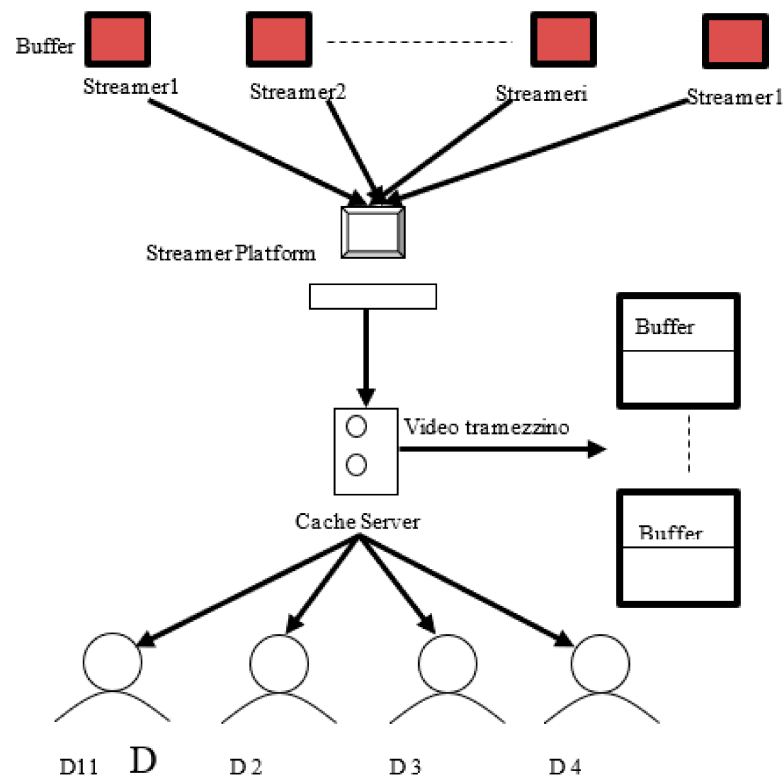 Buffer
Streamer1
Streamer2
Streameri
Streamer1
Streamer Platform
Buffer
Video tramezzino
Cache Server
Buffer
D11 D D 2 D 3 D 4